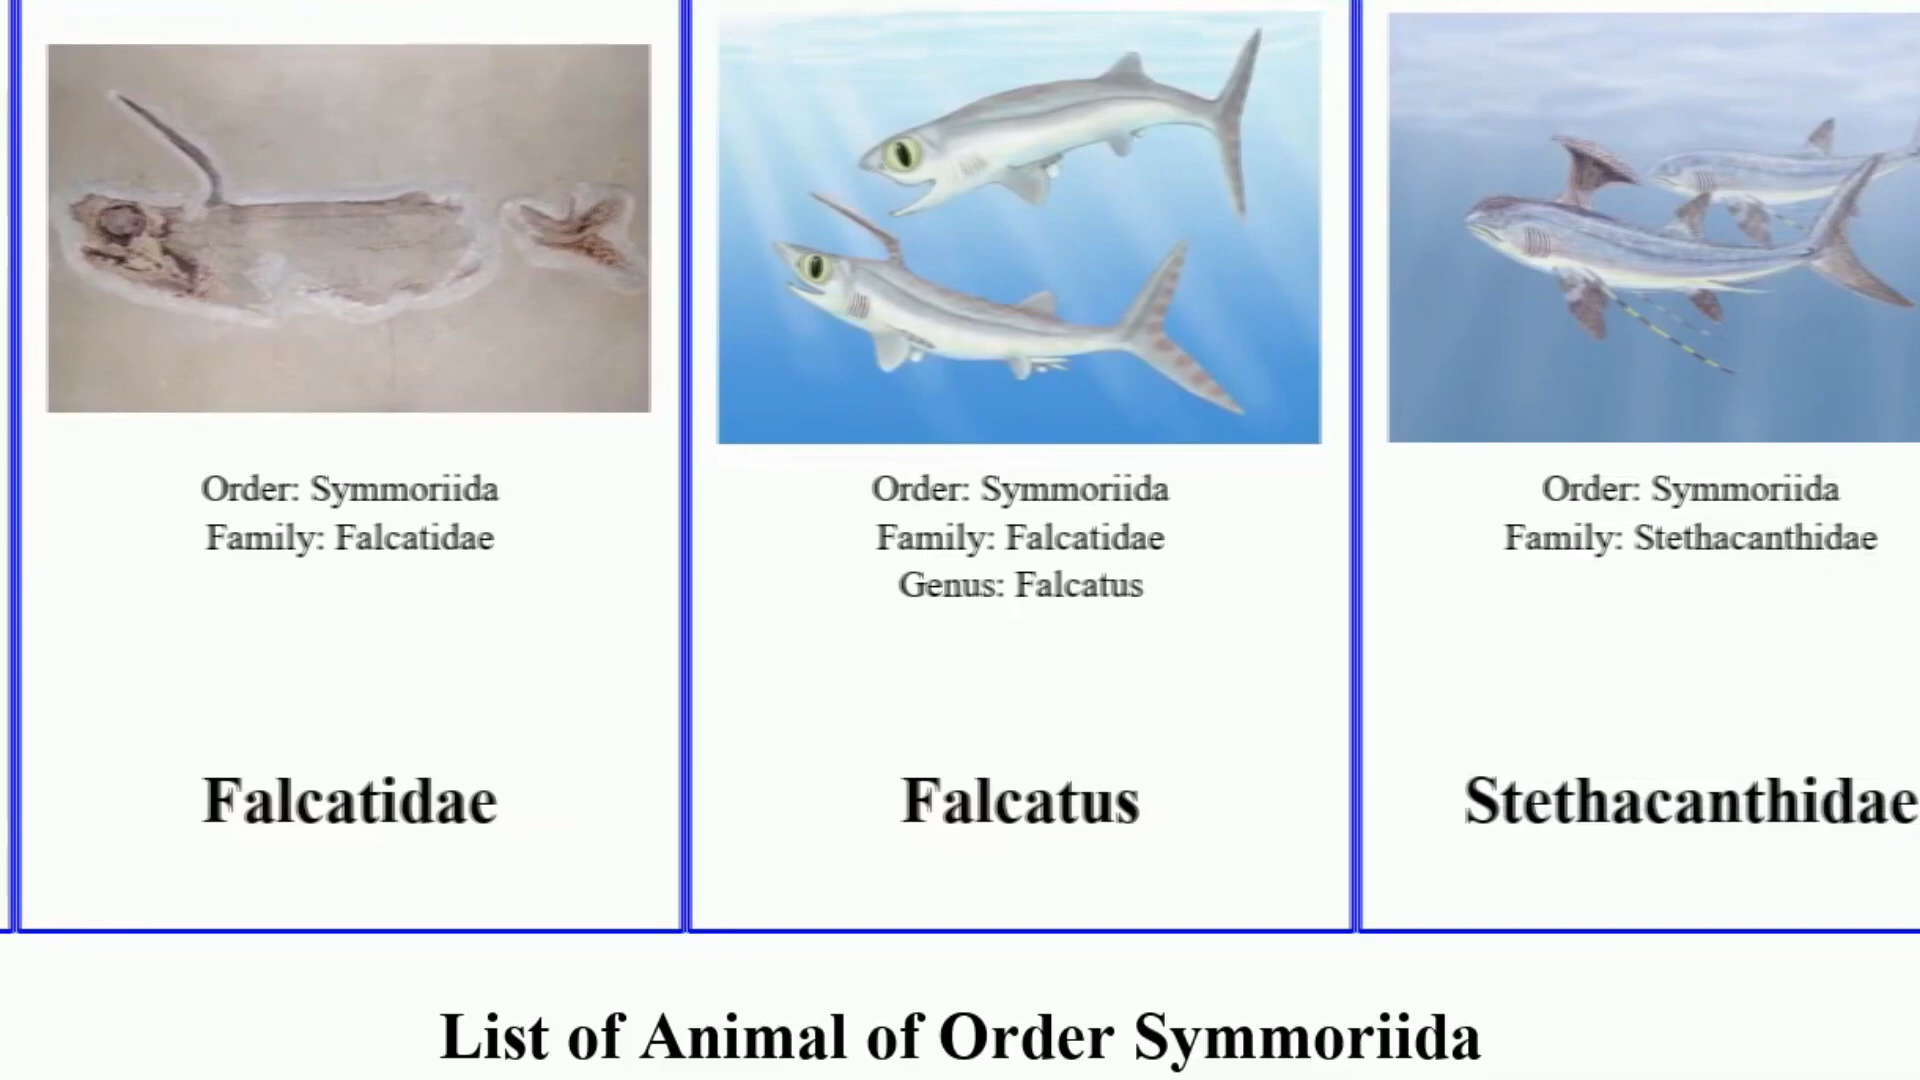 Order: Symmoriida
Family: Falcatidae
Falcatidae
Order: Symmoriida
Family: Falcatidae
Genus: Falcatus
Falcatus
Order: Symmoriida
Family: Stethacanthidae
Stethacanthidae
List of Animal of Order Symmoriida